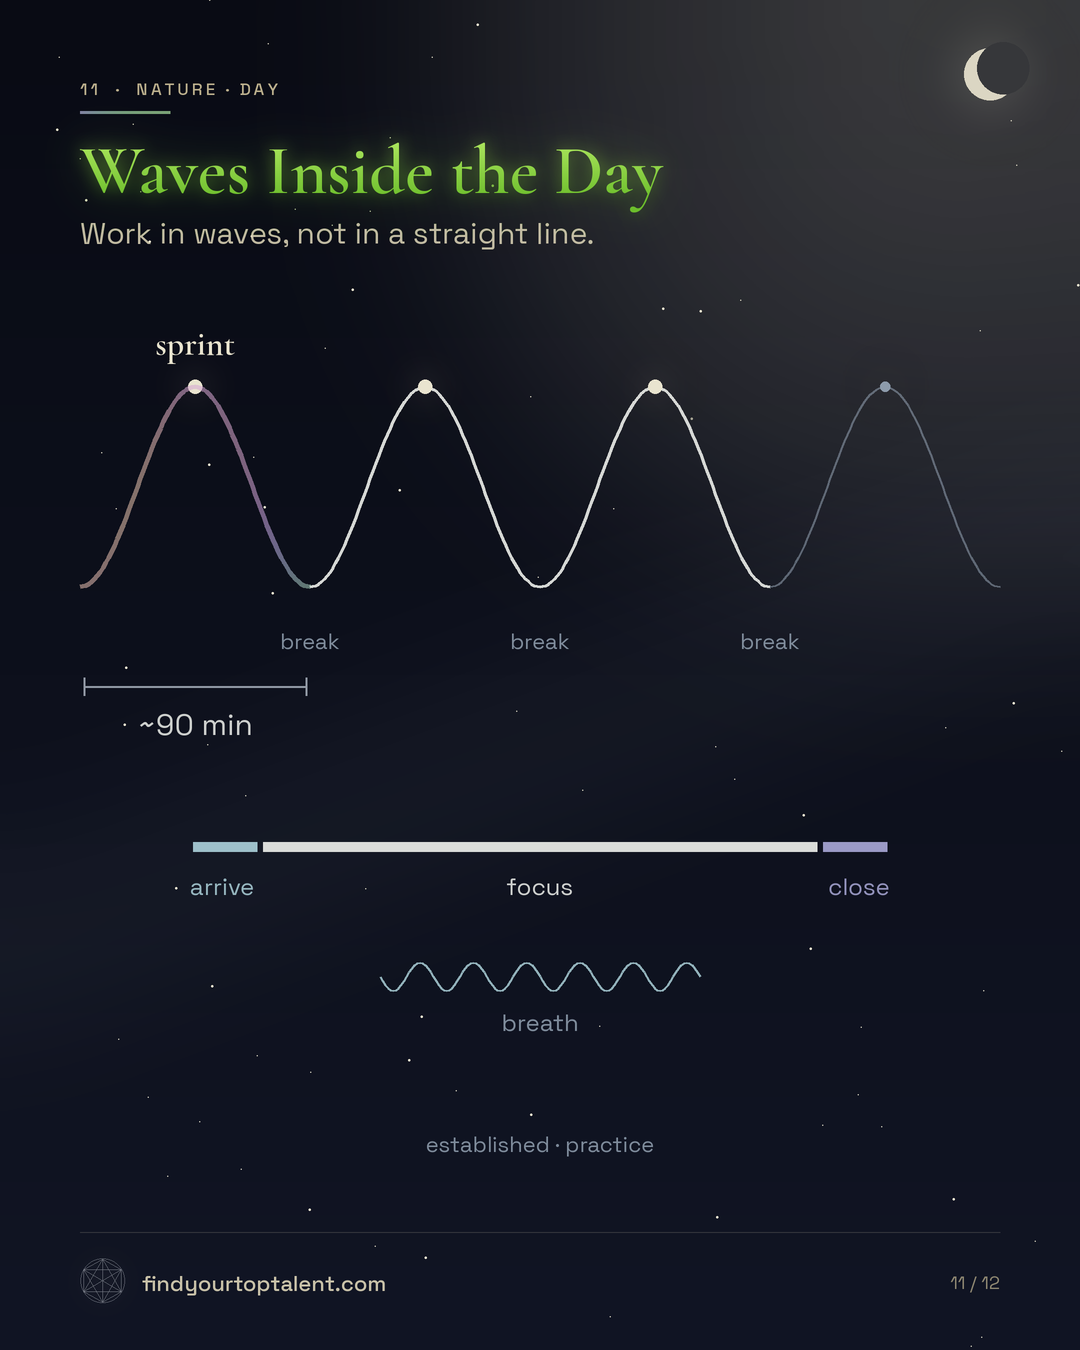 11 · NATURE · DAY
Waves Inside the Day
Work in waves, not in a straight line.
sprint
break break break
~90 min
arrive focus close
breath
established · practice
findyourtoptalent.com 11 / 12